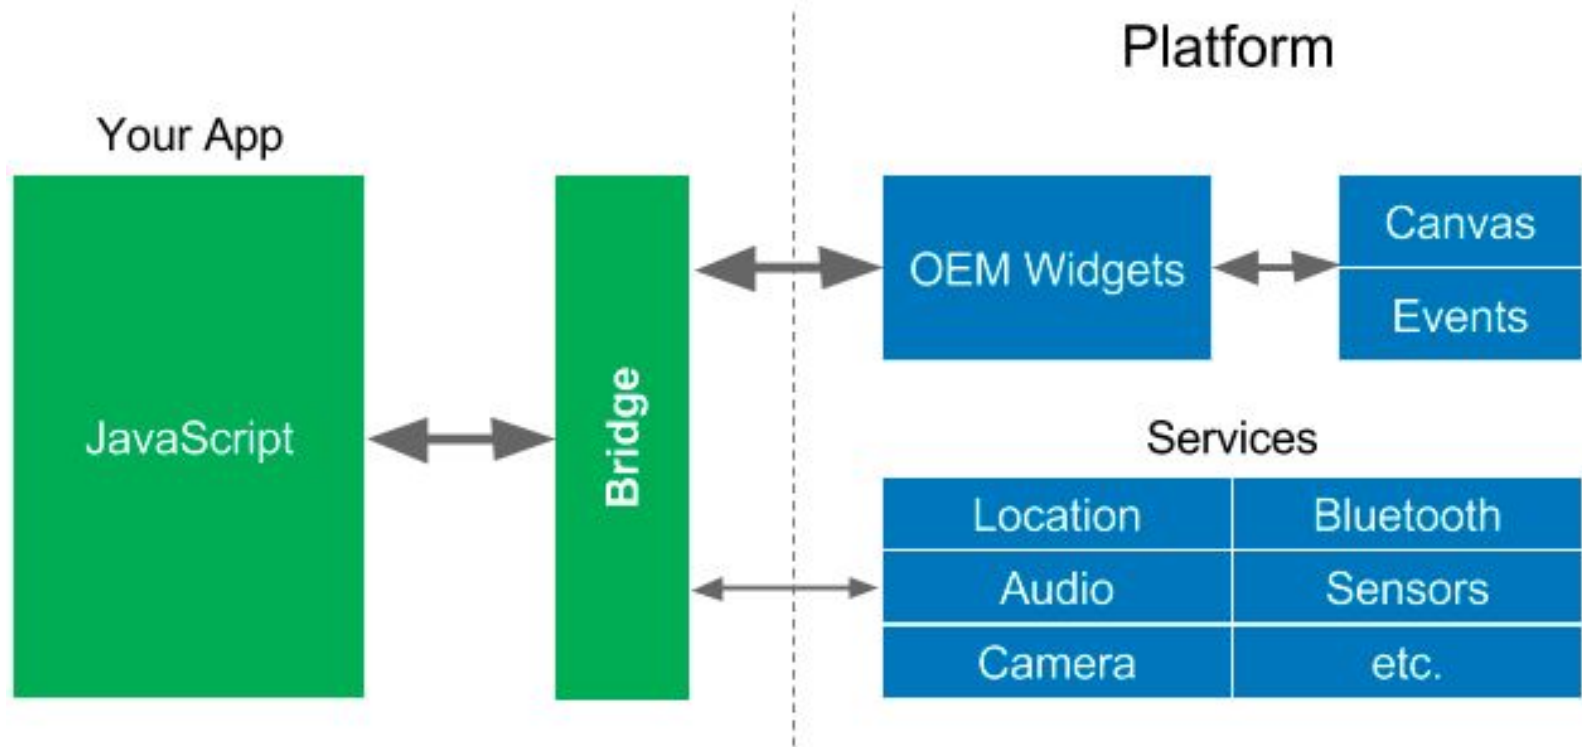 Platform
Your App
JavaScript
Bridge
OEM Widgets
Canvas
Events
Services
Location
Bluetooth
Audio
Sensors
Camera
etc.